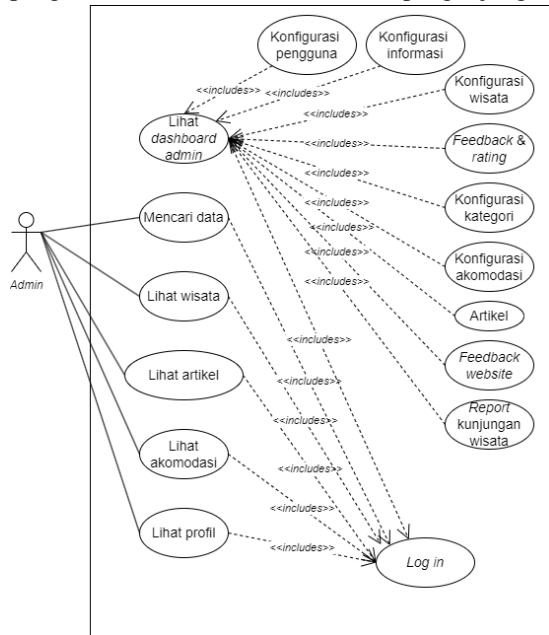 Konfigurasi
pengguna
Konfigurasi
informasi
<<includes>>
<<includes>>
Konfigurasi
wisata
Lihat
dashboard
admin
<<includes>>
<<includes>>
Feedback &
rating
<<includes>>
Konfigurasi
kategori
Mencari data
<<includes>>
Admin
<<includes>>
Konfigurasi
akomodasi
Lihat wisata
<<includes>>
Artikel
<<includes>>
<<includes>>
Feedback
website
Lihat artikel
<<includes>>
Report
kunjungan
wisata
<<includes>>
Lihat
akomodasi
<<includes>>
<<includes>>
Lihat profil
<<includes>>
Log in